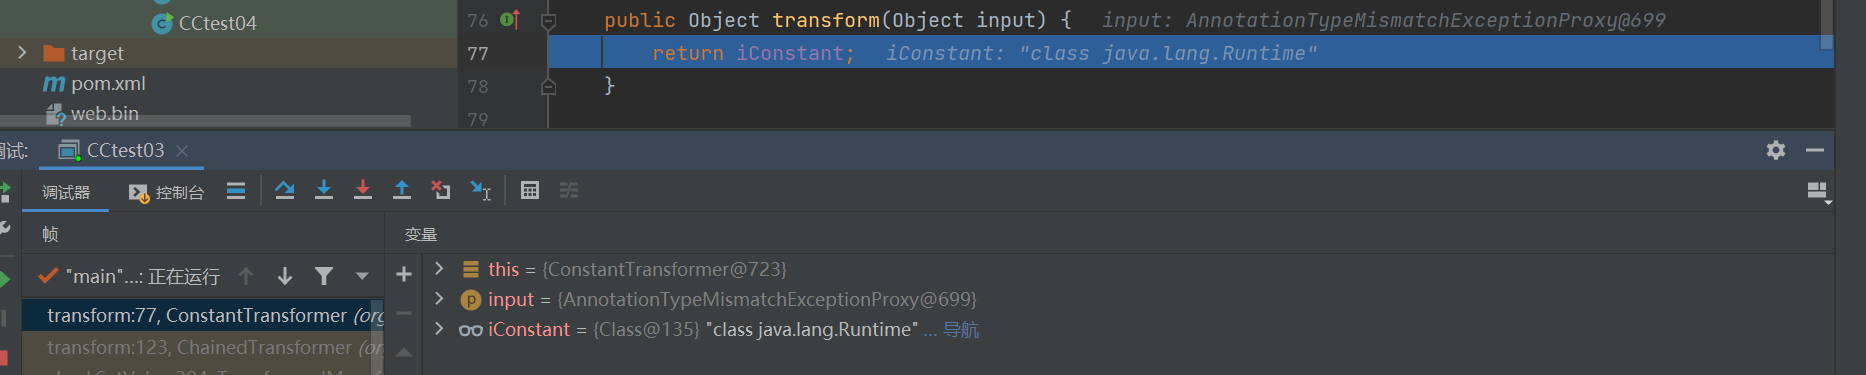 CCtest04
target
pom.xml
web.bin
76 public Object transform(Object input) { input: AnnotationTypeMismatchExceptionProxy@699
77 return iConstant; iConstant: "class java.lang.Runtime"
78 }
79
调试: CCtest03
调试器 控制台
帧
变量
"main"...: 正在运行
transform:77, ConstantTransformer (org
transform:123, ChainedTransformer (org
this = {ConstantTransformer@723}
input = {AnnotationTypeMismatchExceptionProxy@699}
iConstant = {Class@135} "class java.lang.Runtime" ... 导航